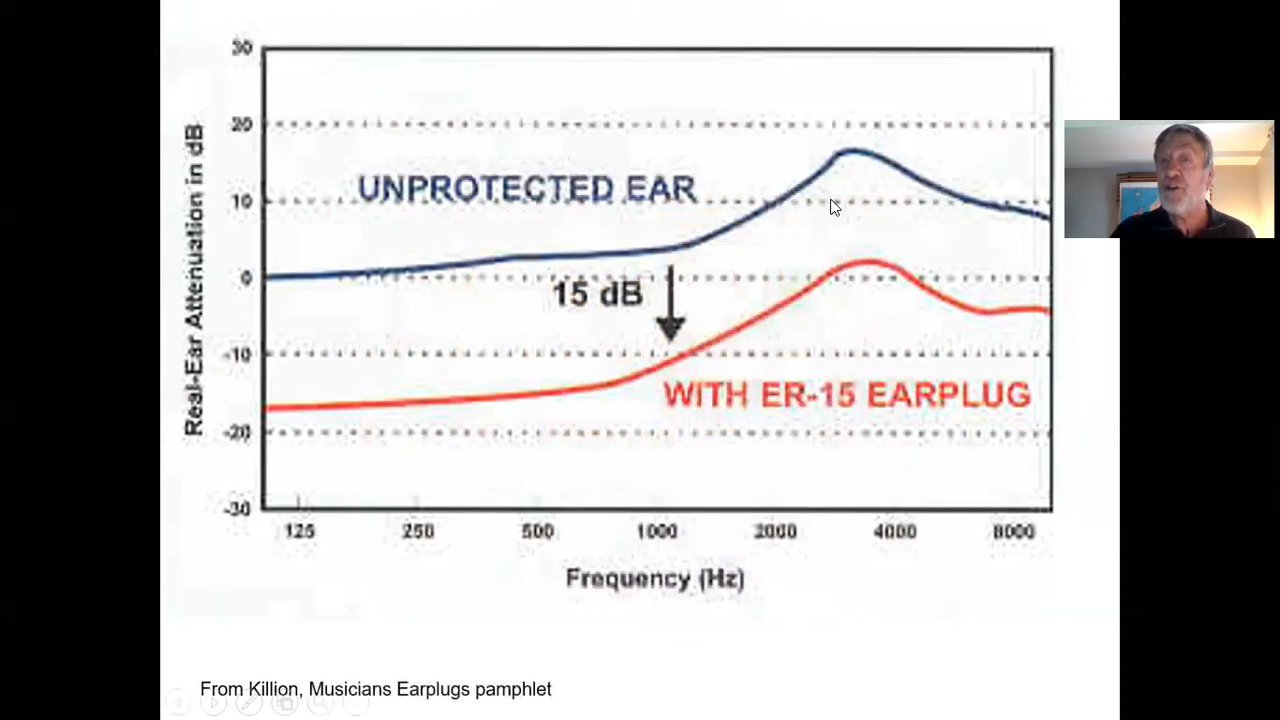 30
20
10
0
-10
-20
-30
Real-Ear Attenuation in dB
UNPROTECTED EAR
15 dB
WITH ER-15 EARPLUG
125 250 500 1000 2000 4000 8000
Frequency (Hz)
From Killion, Musicians Earplugs pamphlet